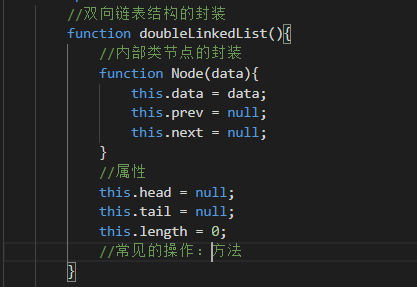 //双向链表结构的封装
function doubleLinkedList(){
//内部类节点的封装
function Node(data){
this.data = data;
this.prev = null;
this.next = null;
}
//属性
this.head = null;
this.tail = null;
this.length = 0;
//常见的操作：方法
}